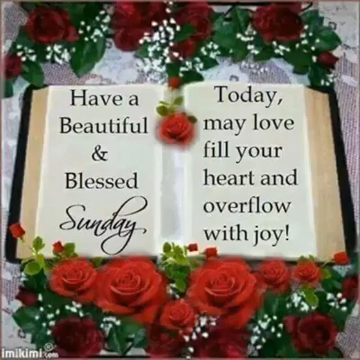 Have a
Beautiful
&
Blessed
Sunday
Today,
may love
fill your
heart and
overflow
with joy!
imikimi.com